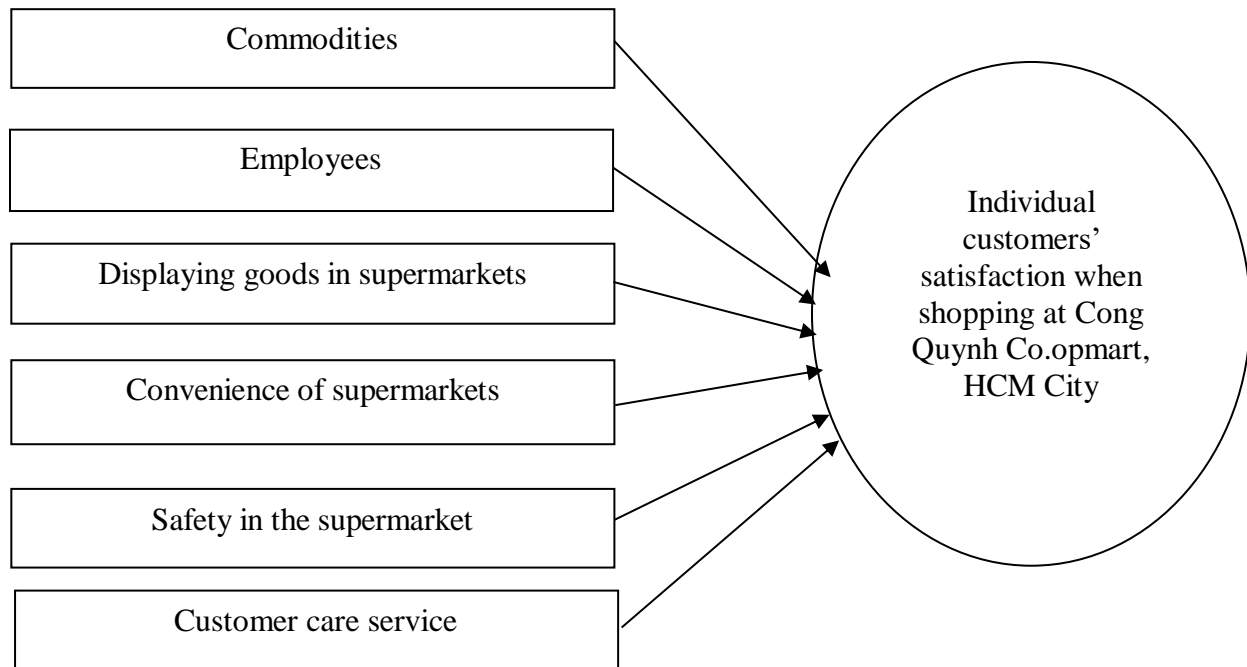 Commodities
Employees
Displaying goods in supermarkets
Convenience of supermarkets
Safety in the supermarket
Customer care service
Individual
customers’
satisfaction when
shopping at Cong
Quynh Co.opmart,
HCM City